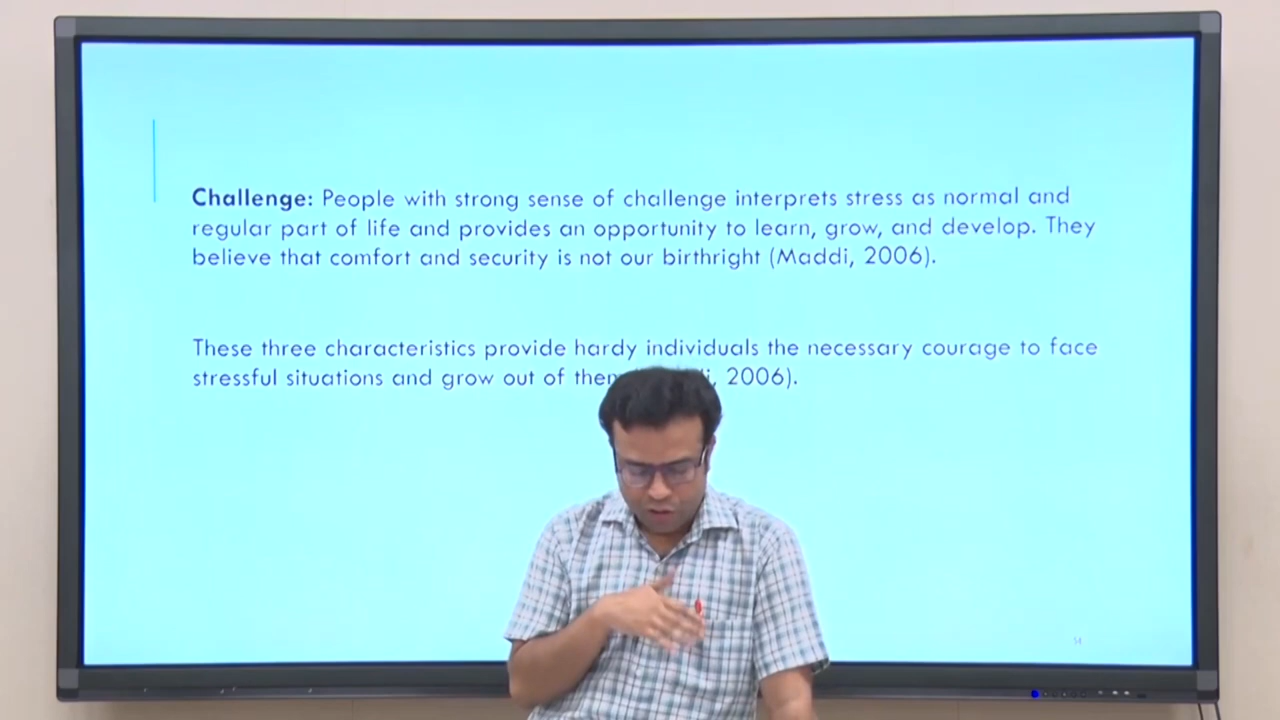 Challenge: People with strong sense of challenge interprets stress as normal and
regular part of life and provides an opportunity to learn, grow, and develop. They
believe that comfort and security is not our birthright (Maddi, 2006).
These three characteristics provide hardy individuals the necessary courage to face
stressful situations and grow out of 2006).